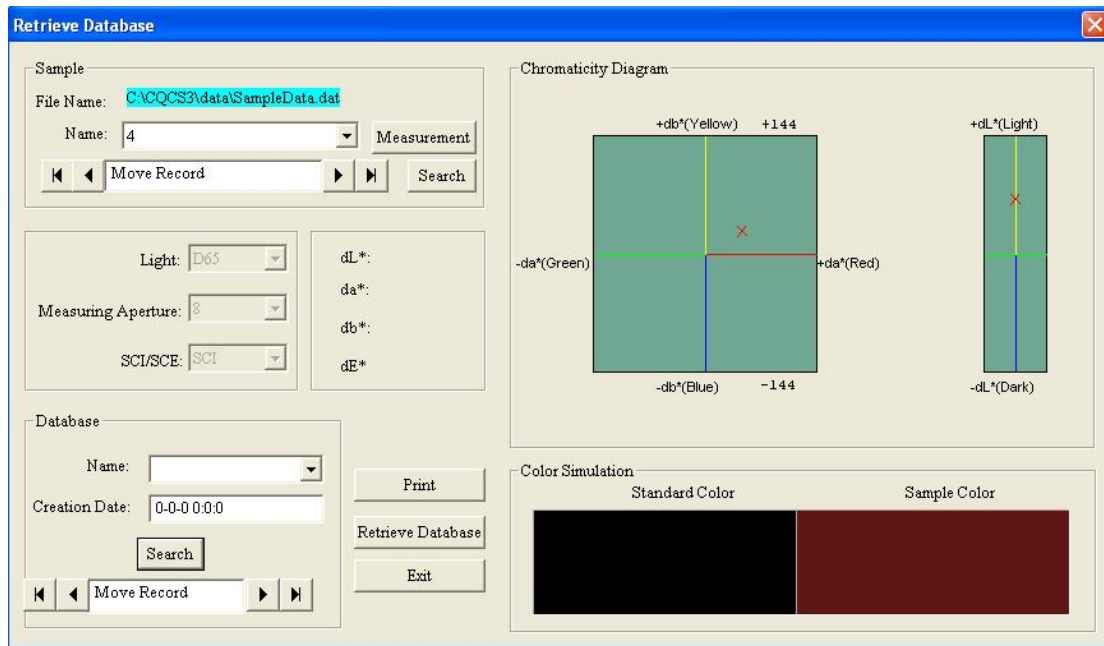 Retrieve Database
Sample
File Name: C:\CQCS3\data\SampleData.dat
Name: 4
Measurement
Move Record
Search
Light: D65
Measuring Aperture: 8
SCI/SCE: SCI
dL*:
da*:
db*:
dE*
Database
Name:
Creation Date: 0-0-0 0:0:0
Search
Move Record
Print
Retrieve Database
Exit
Chromaticity Diagram
+db*(Yellow) +144
+dL*(Light)
-da*(Green)
+da*(Red)
-db*(Blue) -144
-dL*(Dark)
Color Simulation
Standard Color
Sample Color